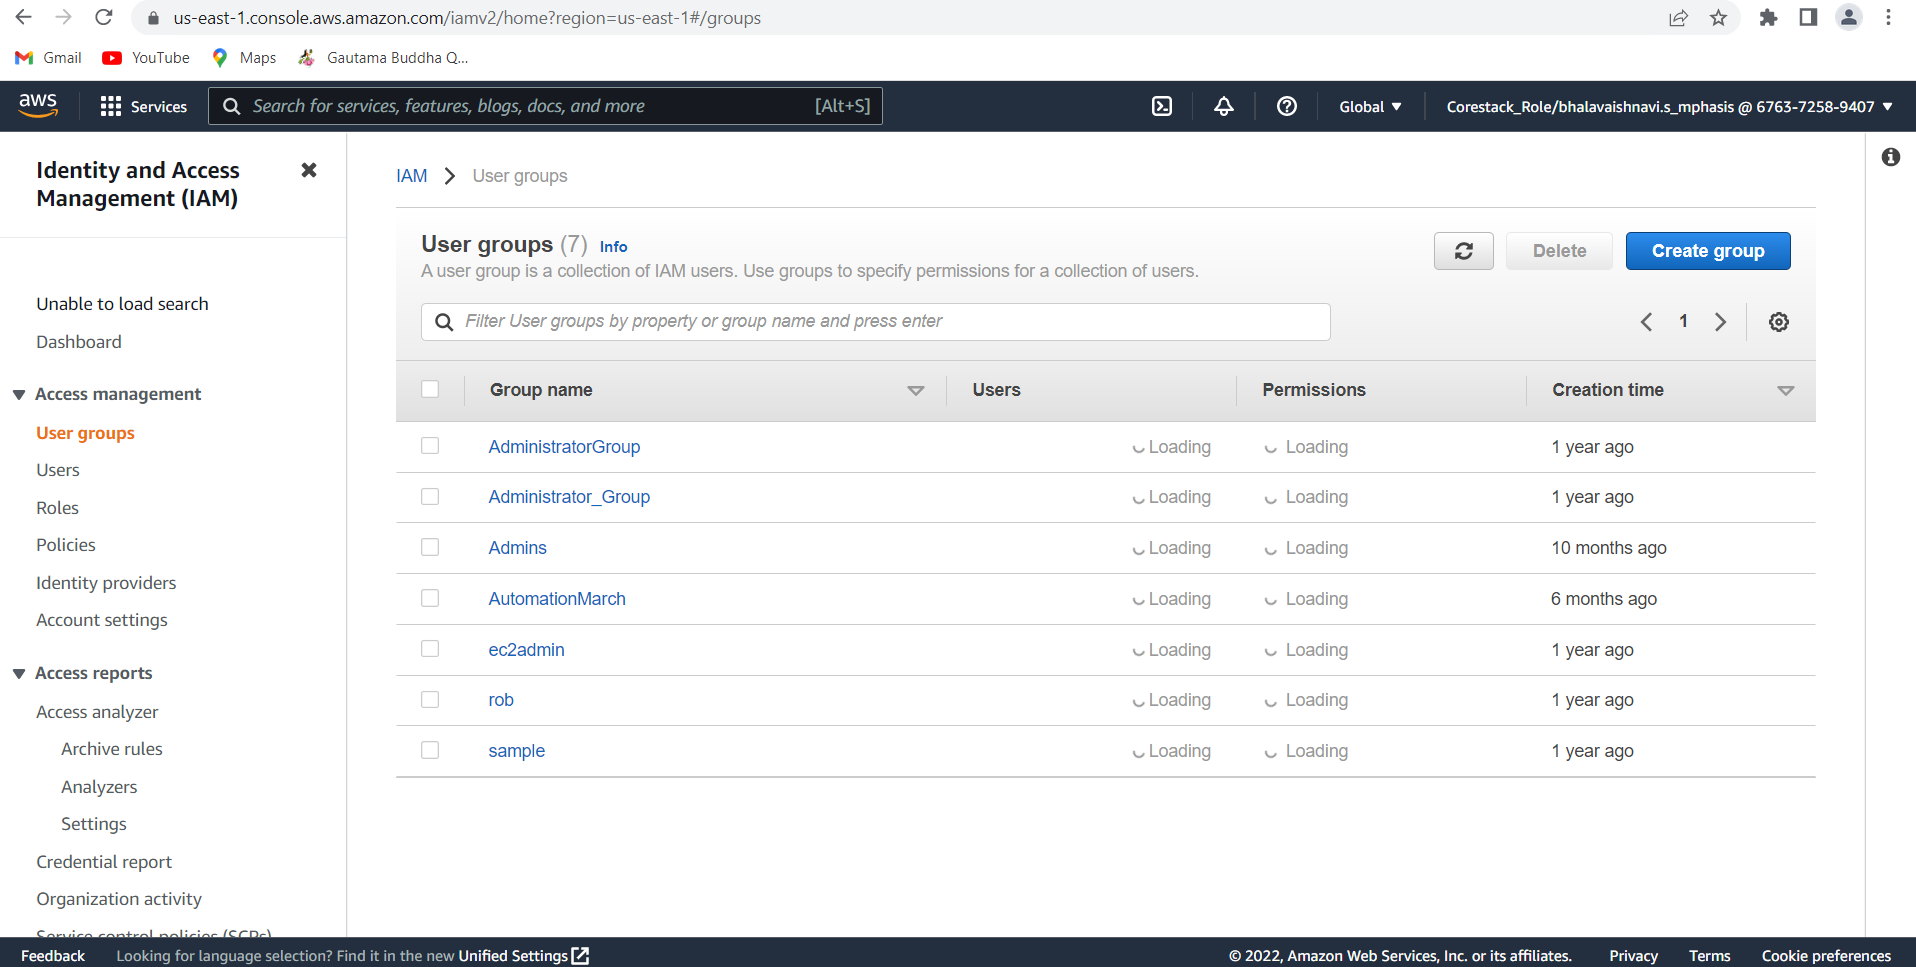 us-east-1.console.aws.amazon.com/iamv2/home?region=us-east-1#/groups
Gmail YouTube Maps Gautama Buddha Q...
aws Services Search for services, features, blogs, docs, and more [Alt+S] Global Corestack_Role/bhalavaishnavi.s_mphasis @ 6763-7258-9407
Identity and Access
Management (IAM)
Unable to load search
Dashboard
Access management
User groups
Users
Roles
Policies
Identity providers
Account settings
Access reports
Access analyzer
Archive rules
Analyzers
Settings
Credential report
Organization activity
Service control policies (SCPs)
IAM User groups
User groups (7) Info
A user group is a collection of IAM users. Use groups to specify permissions for a collection of users.
Delete Create group
Filter User groups by property or group name and press enter 1
Group name Users Permissions Creation time
AdministratorGroup Loading Loading 1 year ago
Administrator_Group Loading Loading 1 year ago
Admins Loading Loading 10 months ago
AutomationMarch Loading Loading 6 months ago
ec2admin Loading Loading 1 year ago
rob Loading Loading 1 year ago
sample Loading Loading 1 year ago
Feedback Looking for language selection? Find it in the new Unified Settings © 2022, Amazon Web Services, Inc. or its affiliates. Privacy Terms Cookie preferences